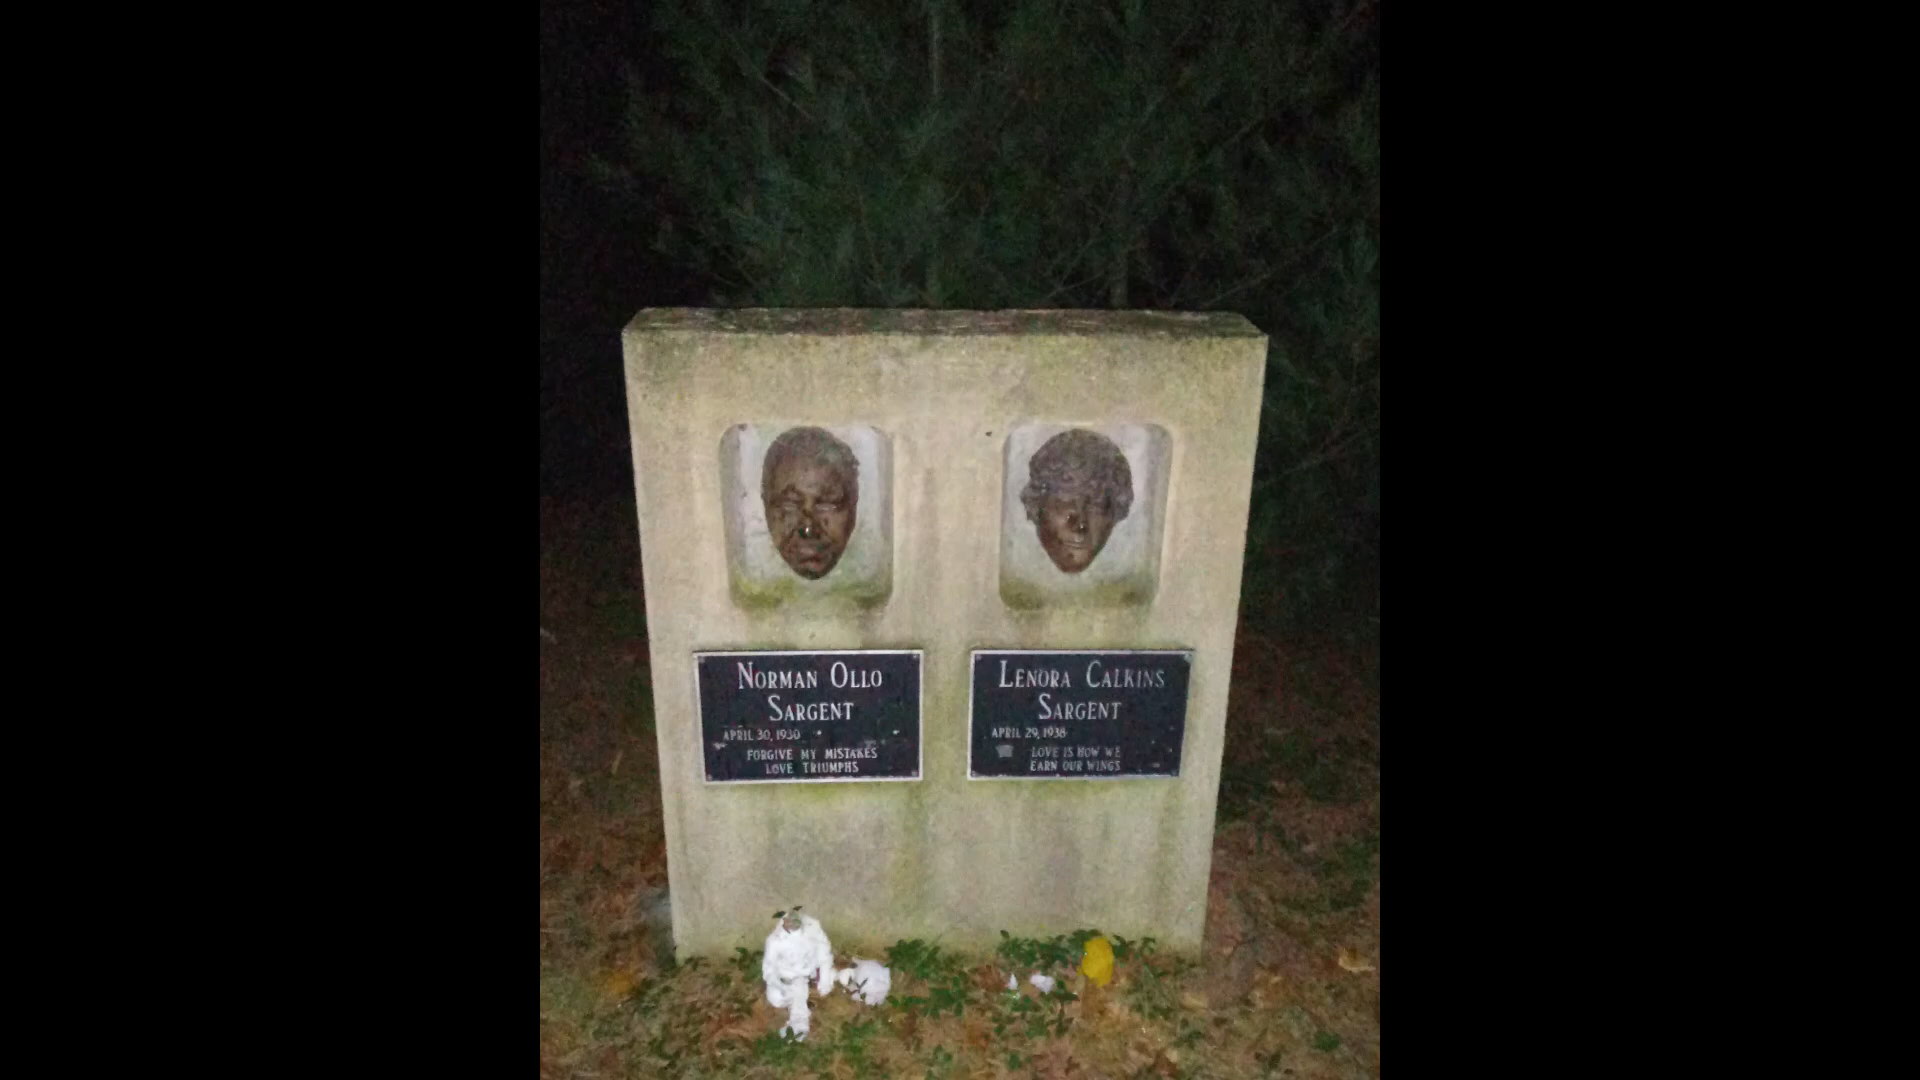 NORMAN OLLO
SARGENT
APRIL 30, 1930
FORGIVE MY MISTAKES
LOVE TRIUMPHS
LENORA CALKINS
SARGENT
APRIL 29, 1938
LOVE IS HOW WE
EARN OUR WINGS